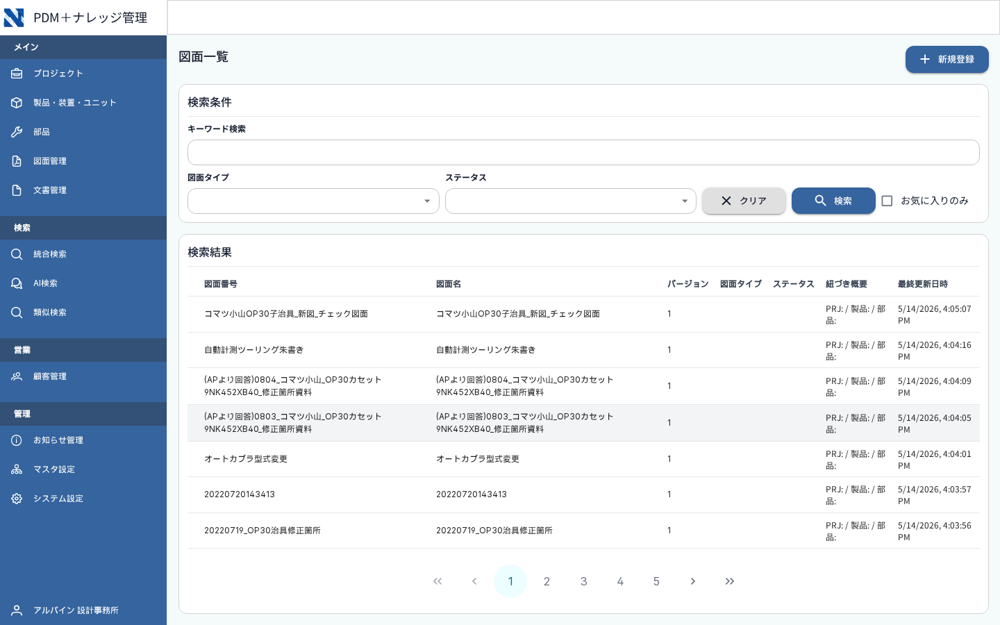 PDM＋ナレッジ管理
メイン
プロジェクト
製品・装置・ユニット
部品
図面管理
文書管理
検索
統合検索
AI検索
類似検索
営業
顧客管理
管理
お知らせ管理
マスタ設定
システム設定
アルパイン 設計事務所
図面一覧
新規登録
検索条件
キーワード検索
図面タイプ
ステータス
クリア
検索
お気に入りのみ
検索結果
図面番号 図面名 バージョン 図面タイプ ステータス 紐づき概要 最終更新日時
コマツ小山OP30子治具_新図_チェック図面 コマツ小山OP30子治具_新図_チェック図面 1 PRJ: / 製品: / 部 5/14/2026, 4:05:07
品: PM
自動計測ツーリング朱書き 自動計測ツーリング朱書き 1 PRJ: / 製品: / 部 5/14/2026, 4:04:16
品: PM
(APより回答)0804_コマツ小山_OP30カセット (APより回答)0804_コマツ小山_OP30カセット 1 PRJ: / 製品: / 部 5/14/2026, 4:04:09
9NK452XB40_修正箇所資料 9NK452XB40_修正箇所資料 品: PM
(APより回答)0803_コマツ小山_OP30カセット (APより回答)0803_コマツ小山_OP30カセット 1 PRJ: / 製品: / 部 5/14/2026, 4:04:05
9NK452XB40_修正箇所資料 9NK452XB40_修正箇所資料 品: PM
オートカプラ型式変更 オートカプラ型式変更 1 PRJ: / 製品: / 部 5/14/2026, 4:04:01
品: PM
20220720143413 20220720143413 1 PRJ: / 製品: / 部 5/14/2026, 4:03:57
品: PM
20220719_OP30治具修正箇所 20220719_OP30治具修正箇所 1 PRJ: / 製品: / 部 5/14/2026, 4:03:56
品: PM
1 2 3 4 5